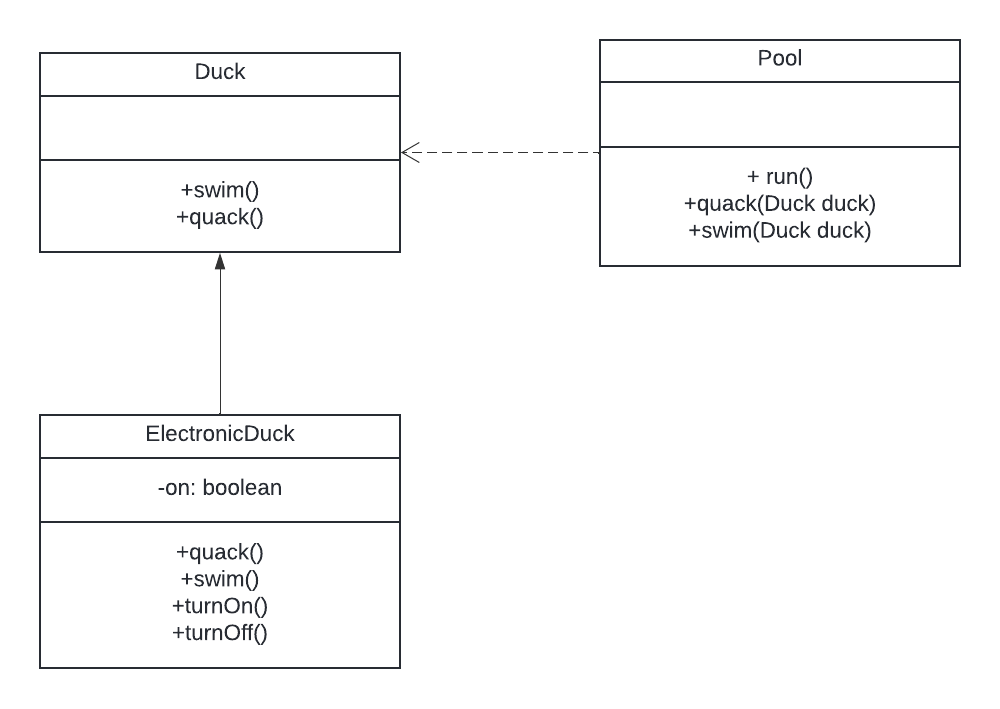 Duck
+swim()
+quack()
Pool
+ run()
+quack(Duck duck)
+swim(Duck duck)
ElectronicDuck
-on: boolean
+quack()
+swim()
+turnOn()
+turnOff()